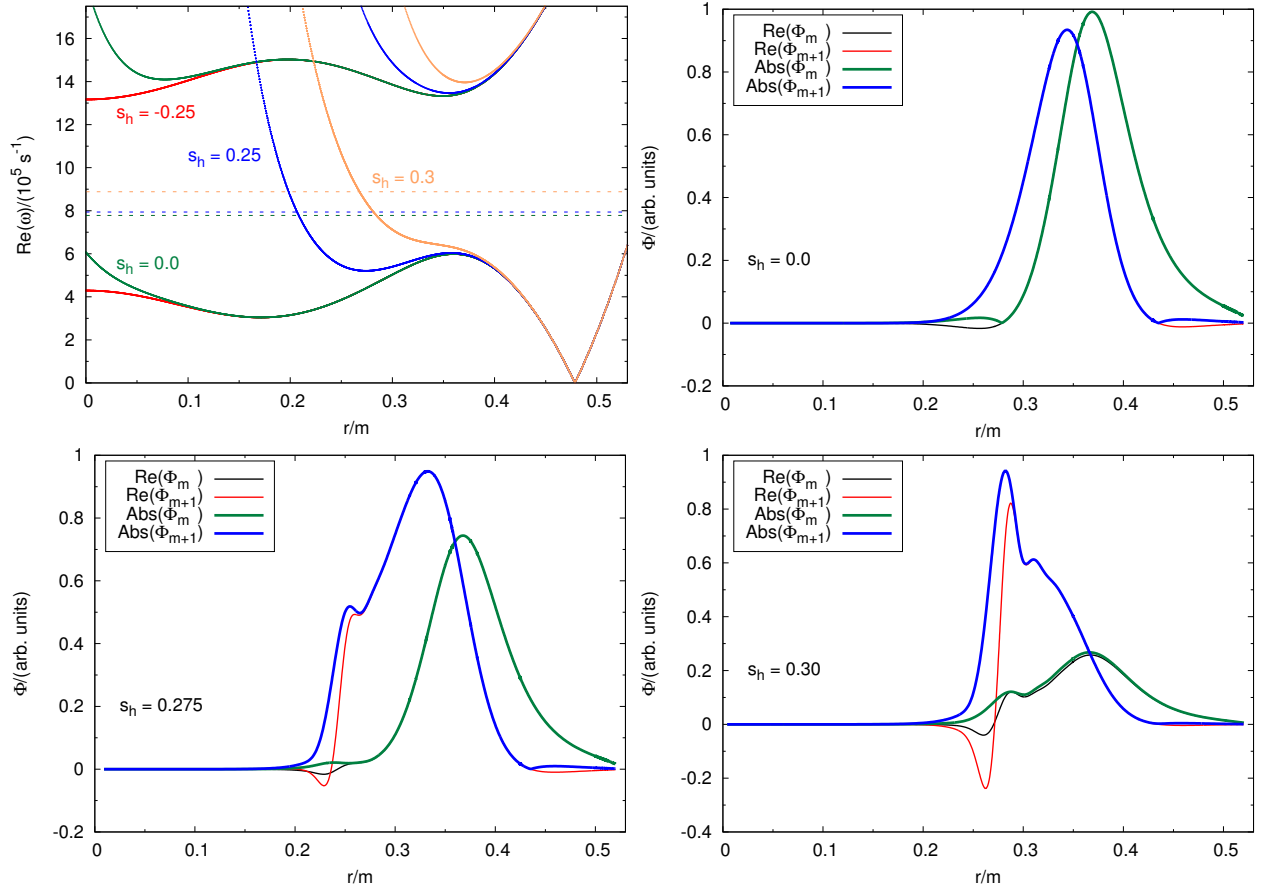 16
14
12
10
8
6
4
2
0
Re(ω)/(10⁵ s⁻¹)
s_h = -0.25
s_h = 0.25
s_h = 0.3
s_h = 0.0
0 0.1 0.2 0.3 0.4 0.5
r/m
1
0.8
0.6
0.4
0.2
0
-0.2
Φ/(arb. units)
Re(Φ_m )
Re(Φ_{m+1})
Abs(Φ_m )
Abs(Φ_{m+1})
s_h = 0.0
0 0.1 0.2 0.3 0.4 0.5
r/m
1
0.8
0.6
0.4
0.2
0
-0.2
Φ/(arb. units)
Re(Φ_m )
Re(Φ_{m+1})
Abs(Φ_m )
Abs(Φ_{m+1})
s_h = 0.275
0 0.1 0.2 0.3 0.4 0.5
r/m
1
0.8
0.6
0.4
0.2
0
-0.2
-0.4
Φ/(arb. units)
Re(Φ_m )
Re(Φ_{m+1})
Abs(Φ_m )
Abs(Φ_{m+1})
s_h = 0.30
0 0.1 0.2 0.3 0.4 0.5
r/m